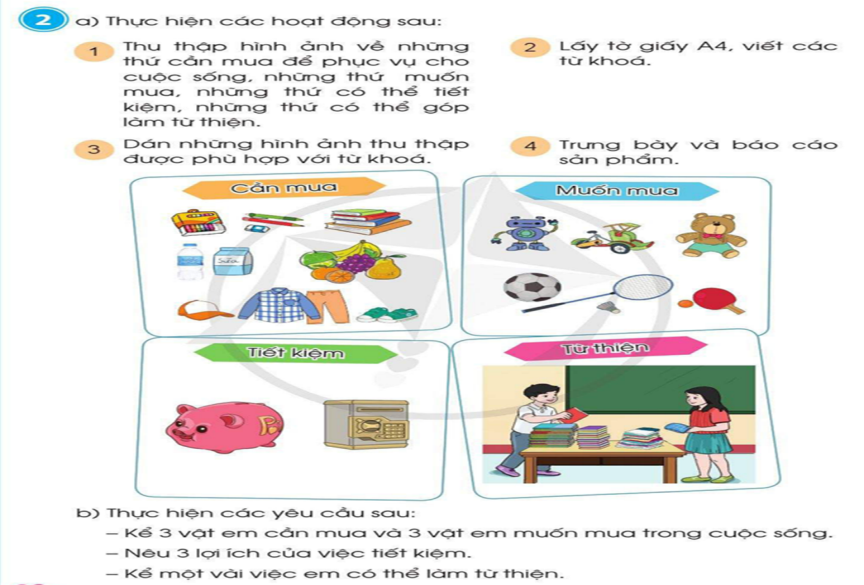 2 a) Thực hiện các hoạt động sau:
1 Thu thập hình ảnh về những
thứ cần mua để phục vụ cho
cuộc sống, những thứ muốn
mua, những thứ có thể tiết
kiệm, những thứ có thể góp
làm từ thiện.
2 Lấy tờ giấy A4, viết các
từ khoá.
3 Dán những hình ảnh thu thập
được phù hợp với từ khoá.
4 Trưng bày và báo cáo
sản phẩm.
Cần mua
Muốn mua
Sữa
Tiết kiệm
Từ thiện
b) Thực hiện các yêu cầu sau:
– Kể 3 vật em cần mua và 3 vật em muốn mua trong cuộc sống.
– Nêu 3 lợi ích của việc tiết kiệm.
– Kể một vài việc em có thể làm từ thiện.